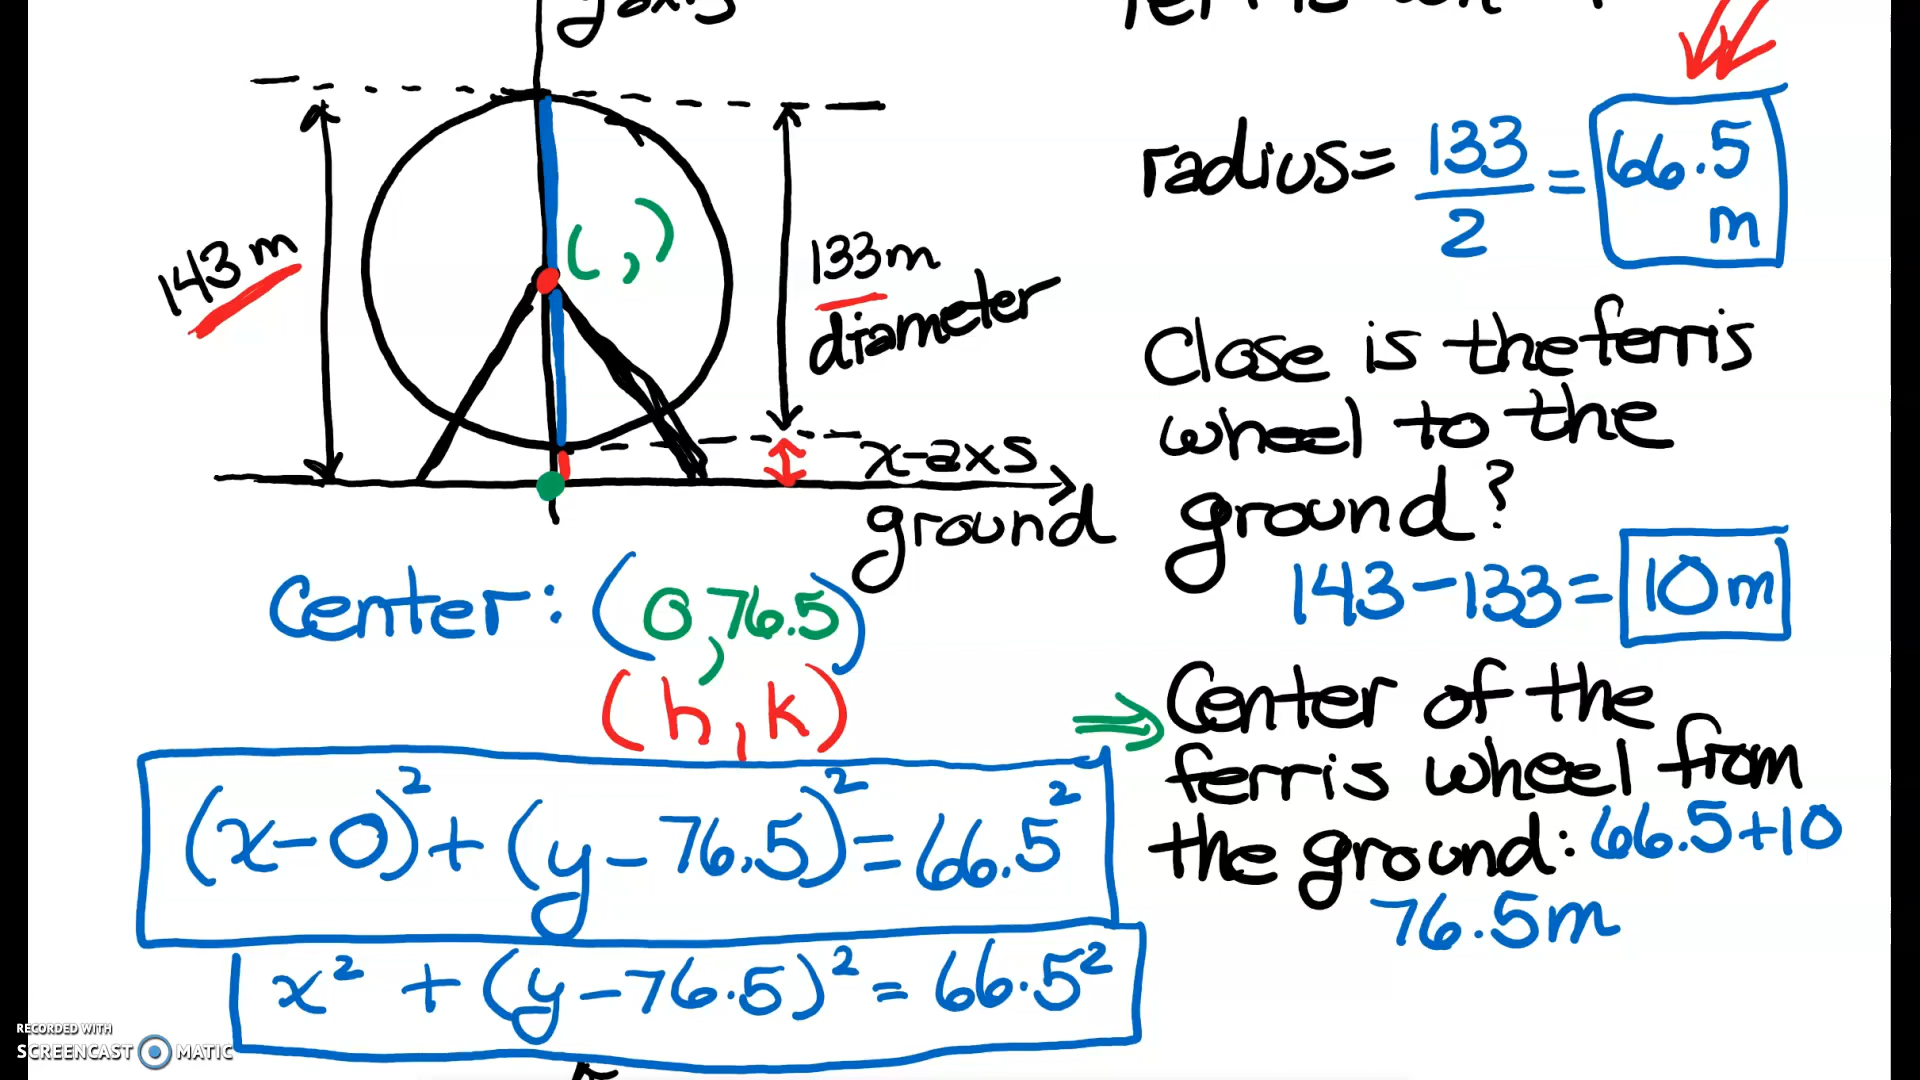 y axis
143 m
( , )
133m
diameter
x-axs
ground
Center: (0,76.5)
(h, k)
(x-0)²+(y-76.5)²=66.5²
x² + (y-76.5)² = 66.5²
radius= 133/2 = 66.5
m
Close is the ferris
wheel to the
ground?
143-133= 10m
⇒ Center of the
ferris wheel from
the ground: 66.5+10
76.5m
RECORDED WITH
SCREENCAST MATIC